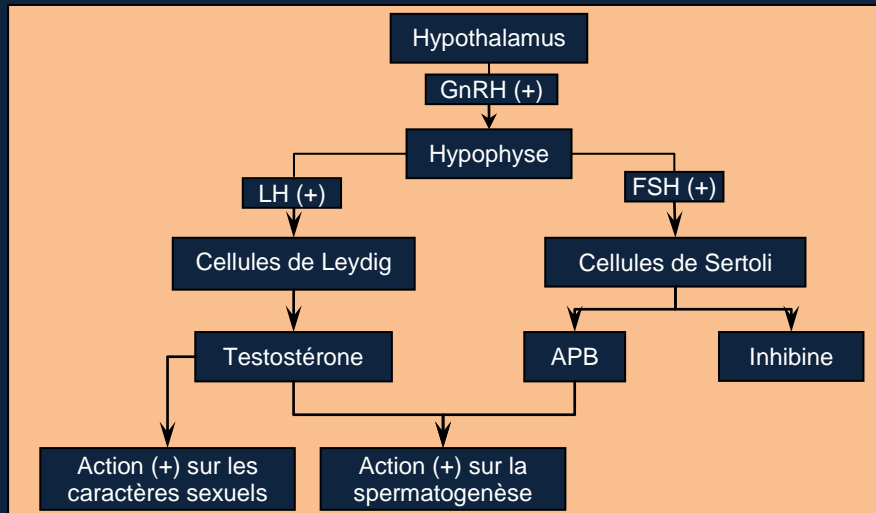 Hypothalamus
GnRH (+)
Hypophyse
LH (+)
FSH (+)
Cellules de Leydig
Cellules de Sertoli
Testostérone
APB
Inhibine
Action (+) sur les
caractères sexuels
Action (+) sur la
spermatogenèse